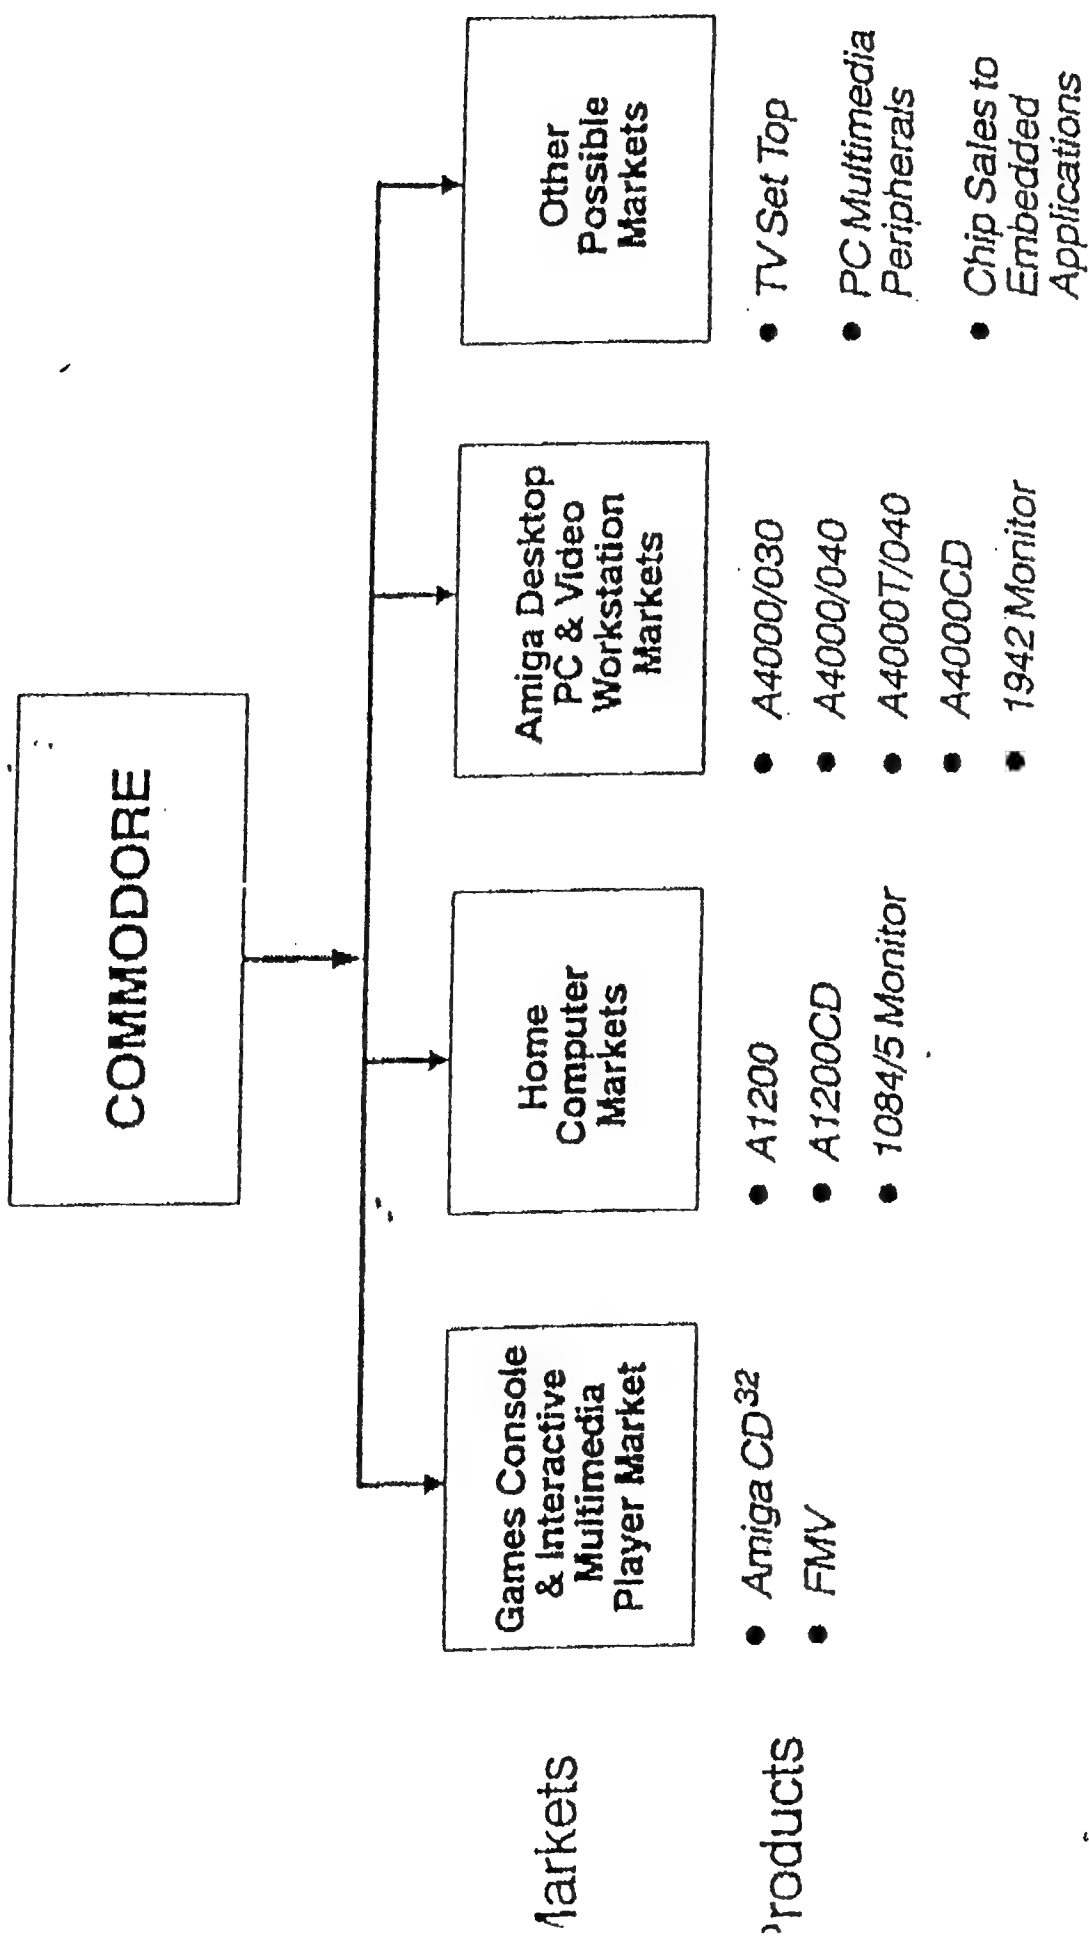 COMMODORE
Markets
Games Console
& Interactive
Multimedia
Player Market
Home
Computer
Markets
Amiga Desktop
PC & Video
Workstation
Markets
Other
Possible
Markets
Products
• Amiga CD32
• FMV
• A1200
• A1200CD
• 1084/5 Monitor
• A4000/030
• A4000/040
• A4000T/040
• A4000CD
• 1942 Monitor
• TV Set Top
• PC Multimedia
Peripherals
• Chip Sales to
Embedded
Applications